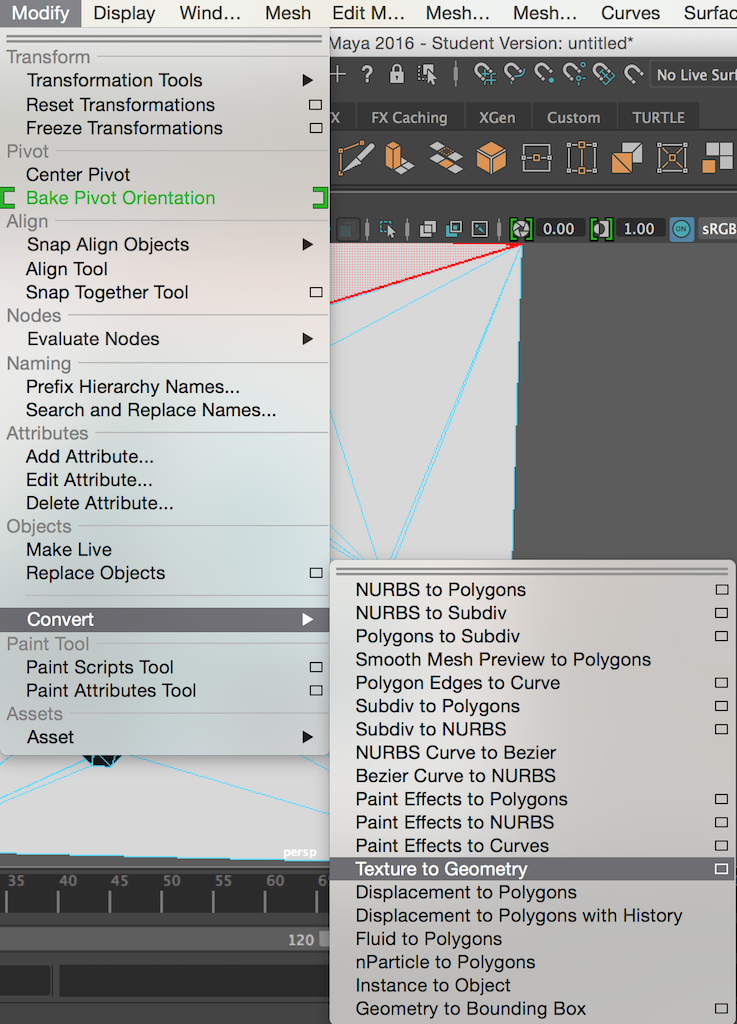 Modify Display Wind... Mesh Edit M... Mesh... Mesh... Curves Surfac
Maya 2016 - Student Version: untitled*
No Live Surf
X FX Caching XGen Custom TURTLE
0.00 1.00 ON sRGB
Transform
Transformation Tools
Reset Transformations
Freeze Transformations
Pivot
Center Pivot
Bake Pivot Orientation
Align
Snap Align Objects
Align Tool
Snap Together Tool
Nodes
Evaluate Nodes
Naming
Prefix Hierarchy Names...
Search and Replace Names...
Attributes
Add Attribute...
Edit Attribute...
Delete Attribute...
Objects
Make Live
Replace Objects
Convert
Paint Tool
Paint Scripts Tool
Paint Attributes Tool
Assets
Asset
NURBS to Polygons
NURBS to Subdiv
Polygons to Subdiv
Smooth Mesh Preview to Polygons
Polygon Edges to Curve
Subdiv to Polygons
Subdiv to NURBS
NURBS Curve to Bezier
Bezier Curve to NURBS
Paint Effects to Polygons
Paint Effects to NURBS
Paint Effects to Curves
Texture to Geometry
Displacement to Polygons
Displacement to Polygons with History
Fluid to Polygons
nParticle to Polygons
Instance to Object
Geometry to Bounding Box
persp
35 40 45 50 55 60 6
120